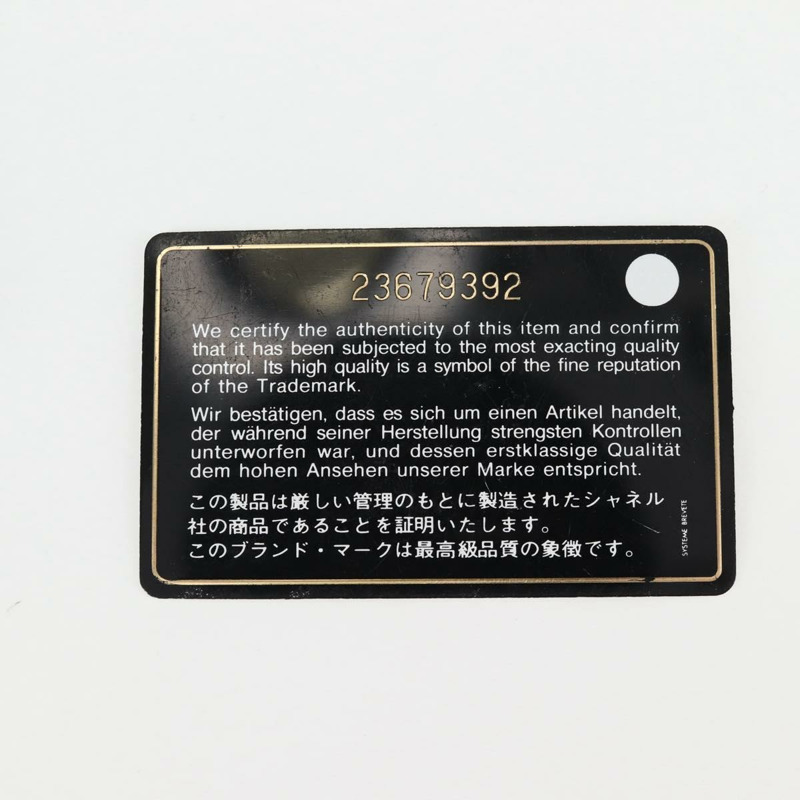 23679392
We certify the authenticity of this item and confirm
that it has been subjected to the most exacting quality
control. Its high quality is a symbol of the fine reputation
of the Trademark.
Wir bestätigen, dass es sich um einen Artikel handelt,
der während seiner Herstellung strengsten Kontrollen
unterworfen war, und dessen erstklassige Qualität
dem hohen Ansehen unserer Marke entspricht.
この製品は厳しい管理のもとに製造されたシャネル
社の商品であることを証明いたします。
このブランド・マークは最高級品質の象徴です。
SYSTEME BREVETE